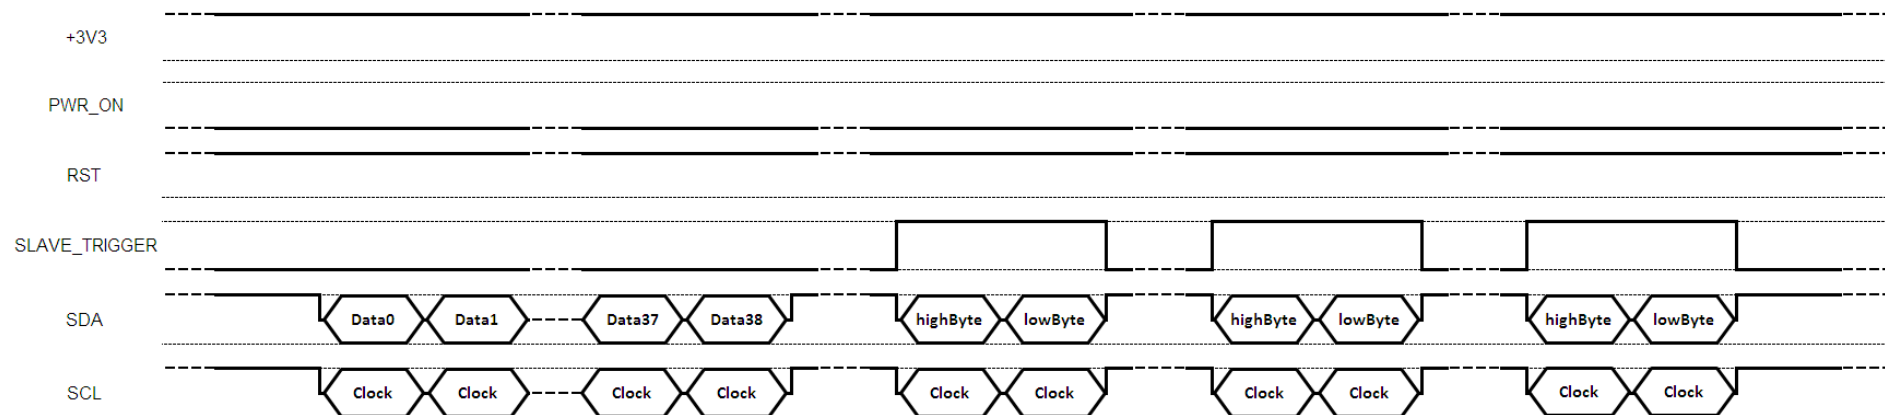 +3V3
PWR_ON
RST
SLAVE_TRIGGER
SDA Data0 Data1 Data37 Data38 highByte lowByte highByte lowByte highByte lowByte
SCL Clock Clock Clock Clock Clock Clock Clock Clock Clock Clock